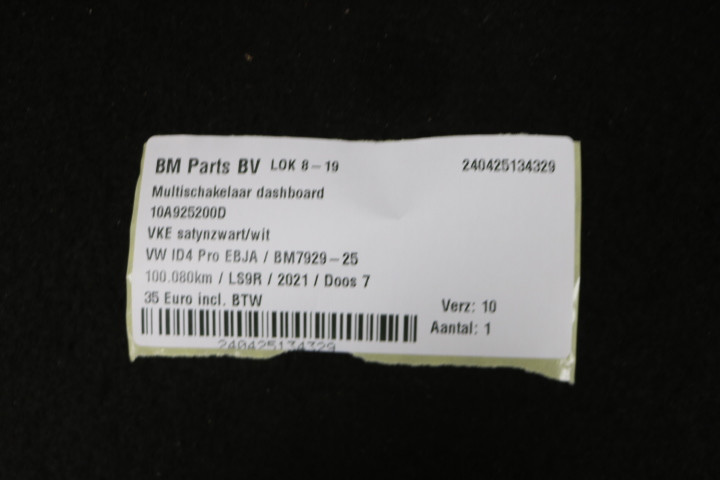 BM Parts BV LOK 8-19 240425134329
Multischakelaar dashboard
10A925200D
VKE satynzwart/wit
VW ID4 Pro EBJA / BM7929-25
100.080km / LS9R / 2021 / Doos 7
35 Euro incl. BTW
Verz: 10
Aantal: 1
240425134329